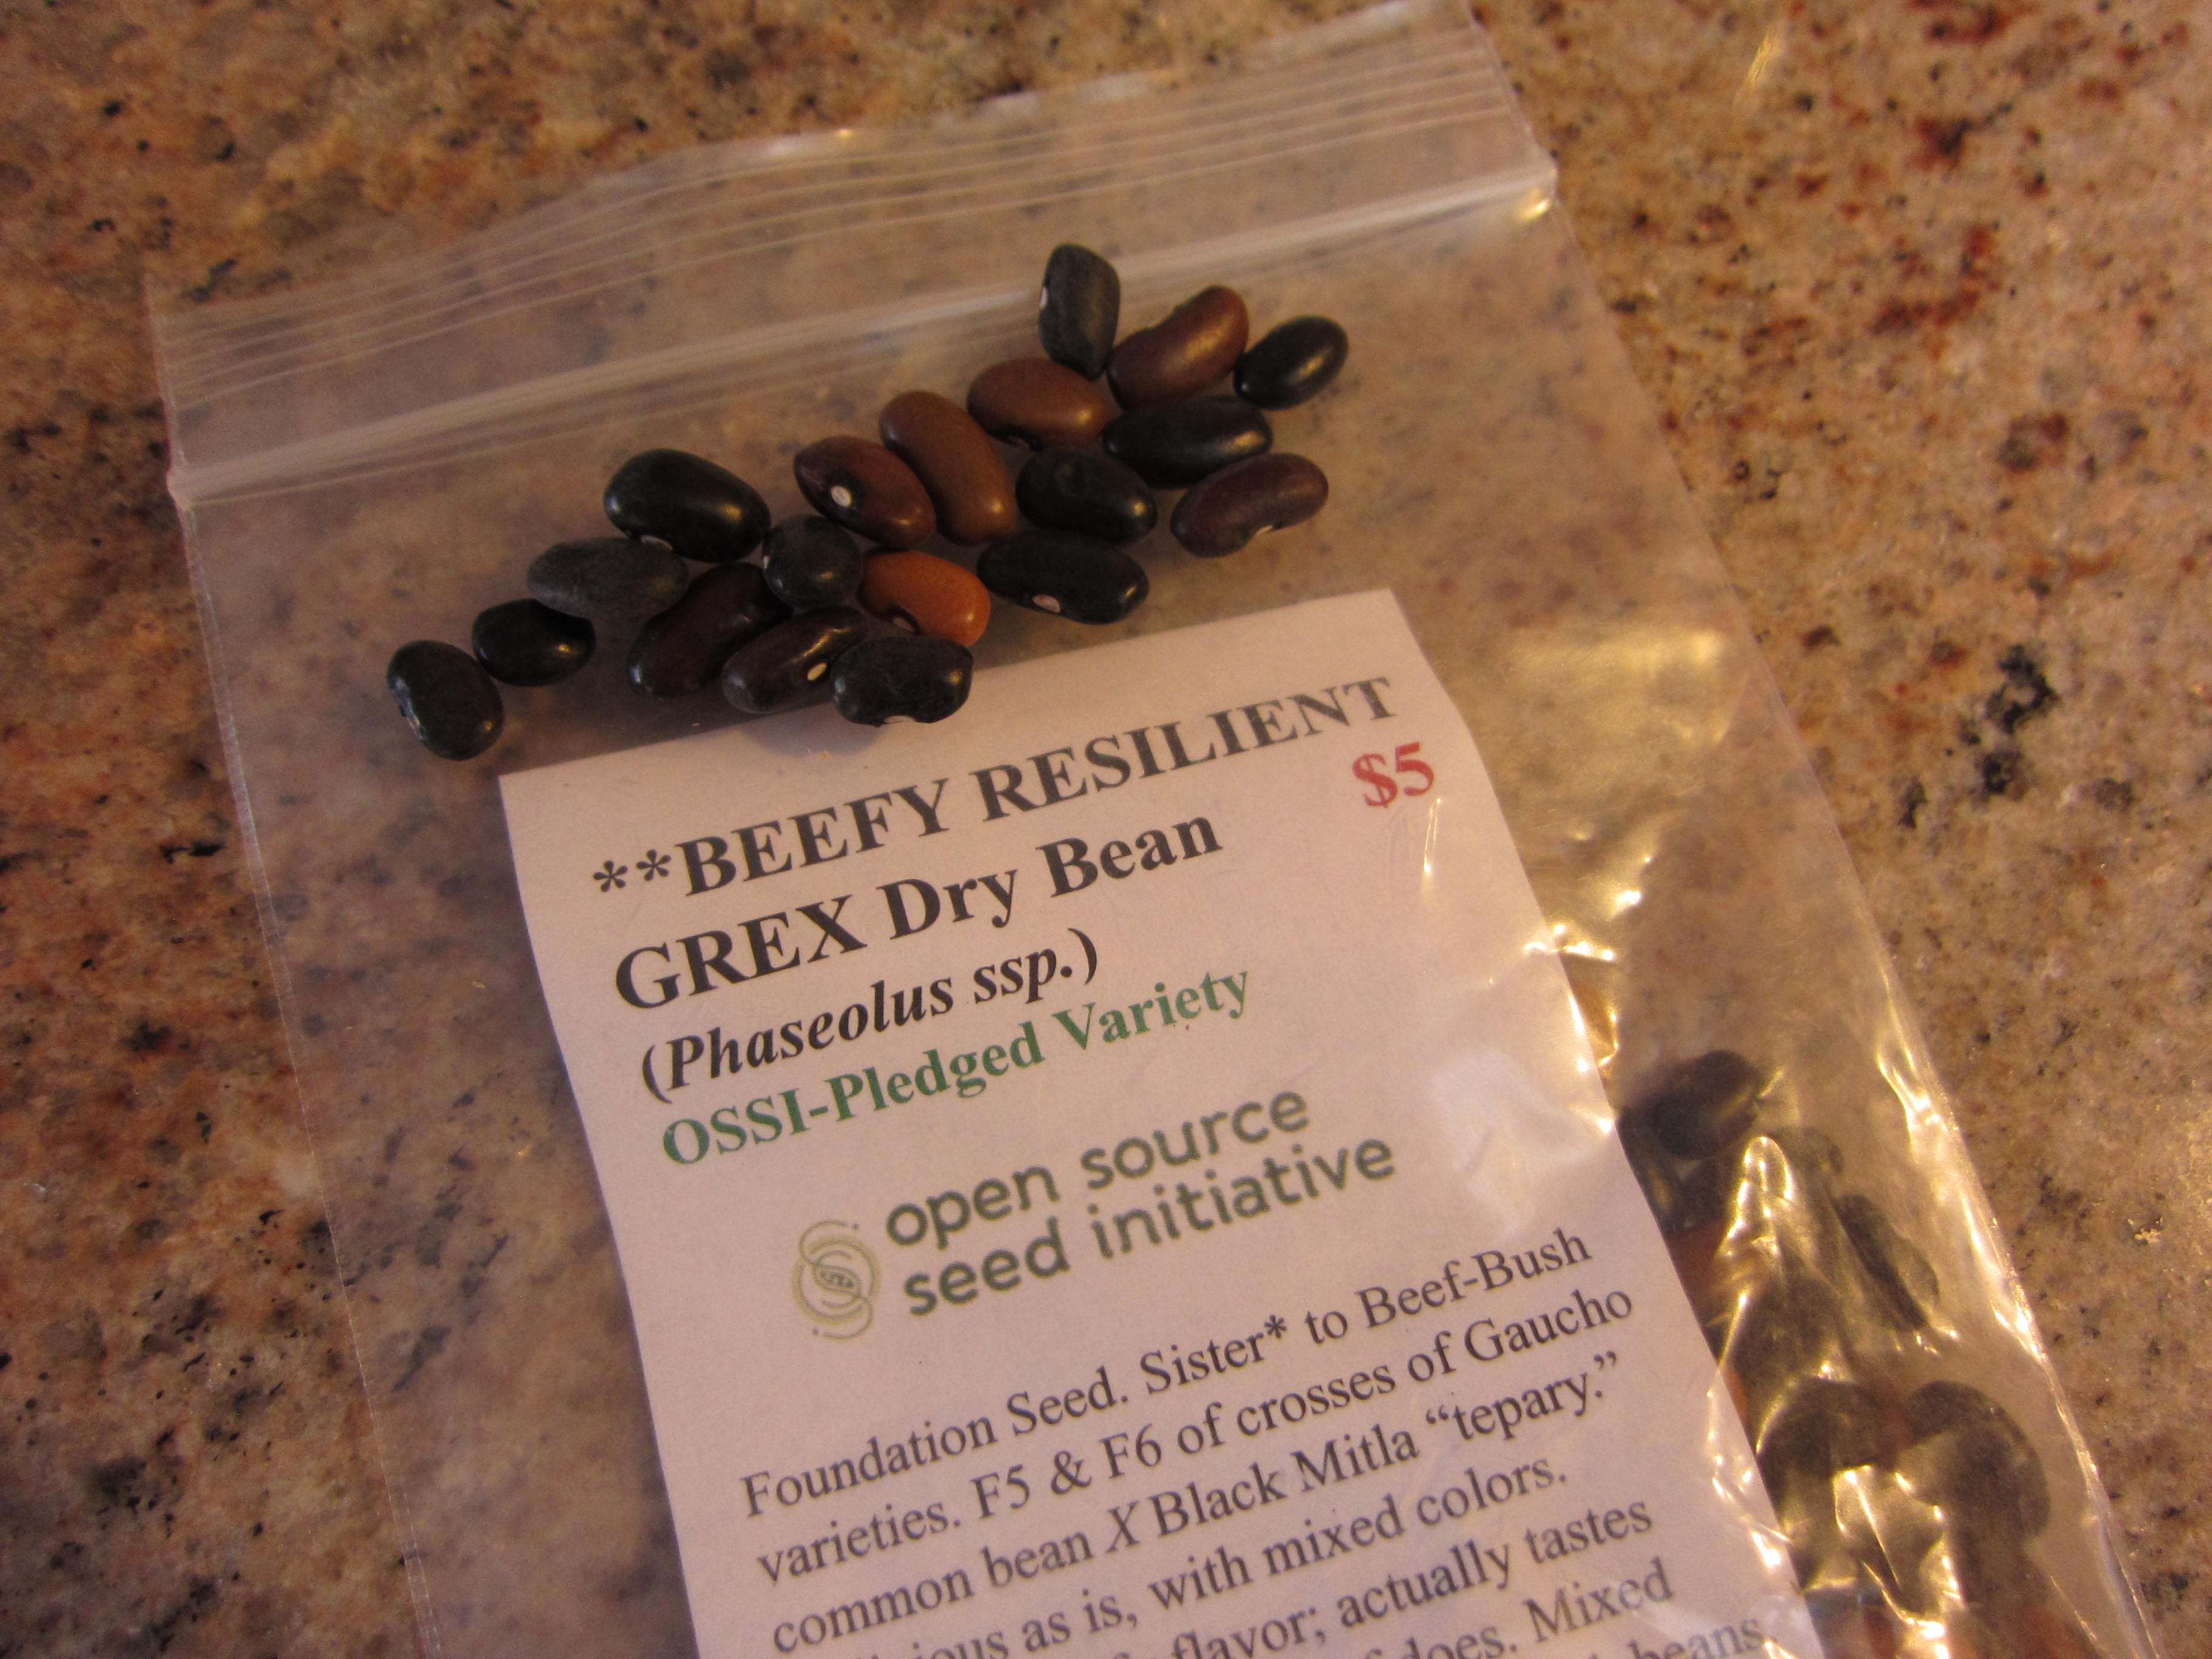 **BEEFY RESILIENT
$5
GREX Dry Bean
(Phaseolus ssp.)
OSSI-Pledged Variety
open source
seed initiative
Foundation Seed. Sister* to Beef-Bush
varieties. F5 & F6 of crosses of Gaucho
common bean X Black Mitla “tepary.”
as is, with mixed colors.
flavor; actually tastes
does. Mixed
beans